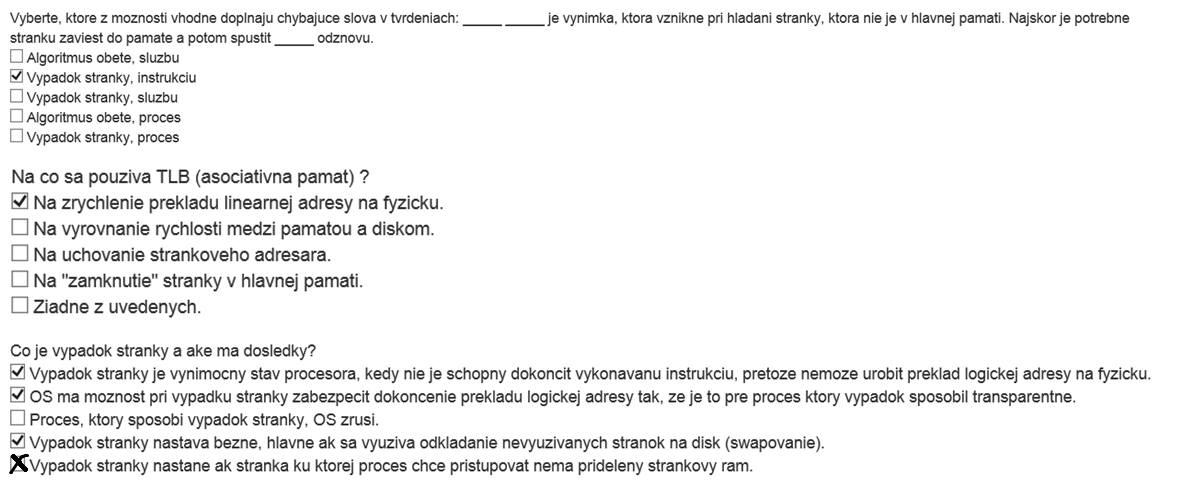 Vyberte, ktore z moznosti vhodne doplnaju chybajuce slova v tvrdeniach: _____ _____ je vynimka, ktora vznikne pri hladani stranky, ktora nie je v hlavnej pamati. Najskor je potrebne
stranku zaviest do pamate a potom spustit _____ odznovu.
Algoritmus obete, sluzbu
Vypadok stranky, instrukciu
Vypadok stranky, sluzbu
Algoritmus obete, proces
Vypadok stranky, proces
Na co sa pouziva TLB (asociativna pamat) ?
Na zrychlenie prekladu linearnej adresy na fyzicku.
Na vyrovnanie rychlosti medzi pamatou a diskom.
Na uchovanie strankoveho adresara.
Na "zamknutie" stranky v hlavnej pamati.
Ziadne z uvedenych.
Co je vypadok stranky a ake ma dosledky?
Vypadok stranky je vynimocny stav procesora, kedy nie je schopny dokoncit vykonavanu instrukciu, pretoze nemoze urobit preklad logickej adresy na fyzicku.
OS ma moznost pri vypadku stranky zabezpecit dokoncenie prekladu logickej adresy tak, ze je to pre proces ktory vypadok sposobil transparentne.
Proces, ktory sposobi vypadok stranky, OS zrusi.
Vypadok stranky nastava bezne, hlavne ak sa vyuziva odkladanie nevyuzivanych stranok na disk (swapovanie).
Vypadok stranky nastane ak stranka ku ktorej proces chce pristupovat nema prideleny strankovy ram.